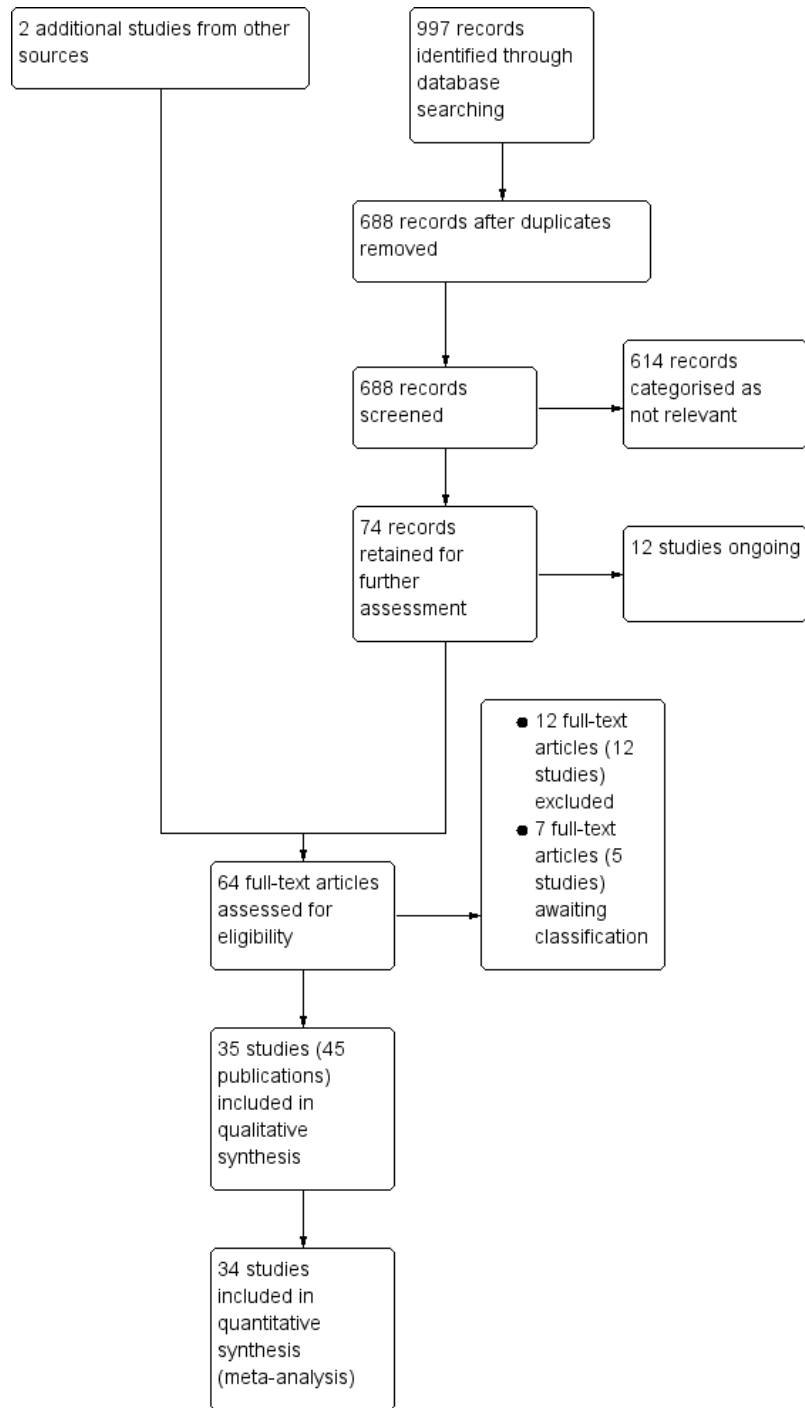 2 additional studies from other
sources
997 records
identified through
database
searching
688 records after duplicates
removed
688 records
screened
614 records
categorised as
not relevant
74 records
retained for
further
assessment
12 studies ongoing
● 12 full-text
articles (12
studies)
excluded
● 7 full-text
articles (5
studies)
awaiting
classification
64 full-text articles
assessed for
eligibility
35 studies (45
publications)
included in
qualitative
synthesis
34 studies
included in
quantitative
synthesis
(meta-analysis)